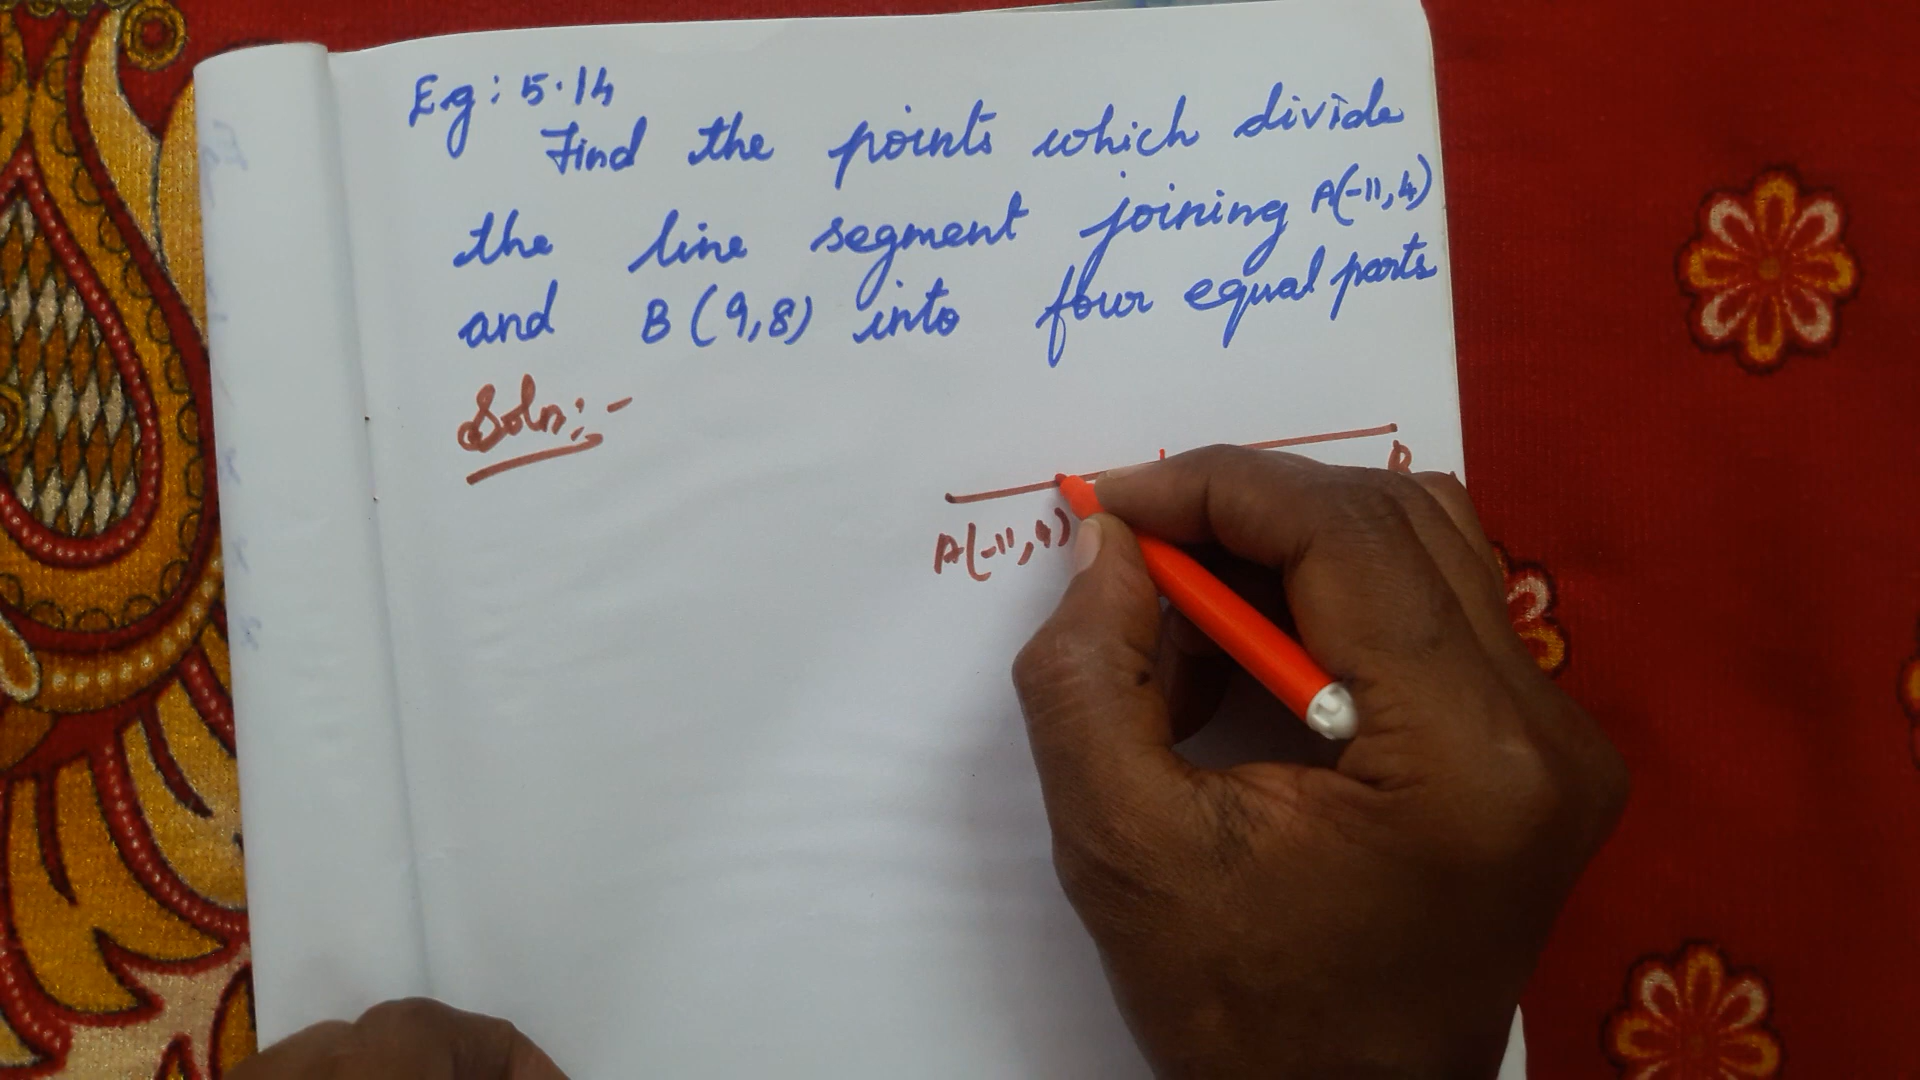 Eg: 5.14
Find the points which divide
the line segment joining A(-11,4)
and B(9,8) into four equal parts
Soln:-
B
A(-11,4)